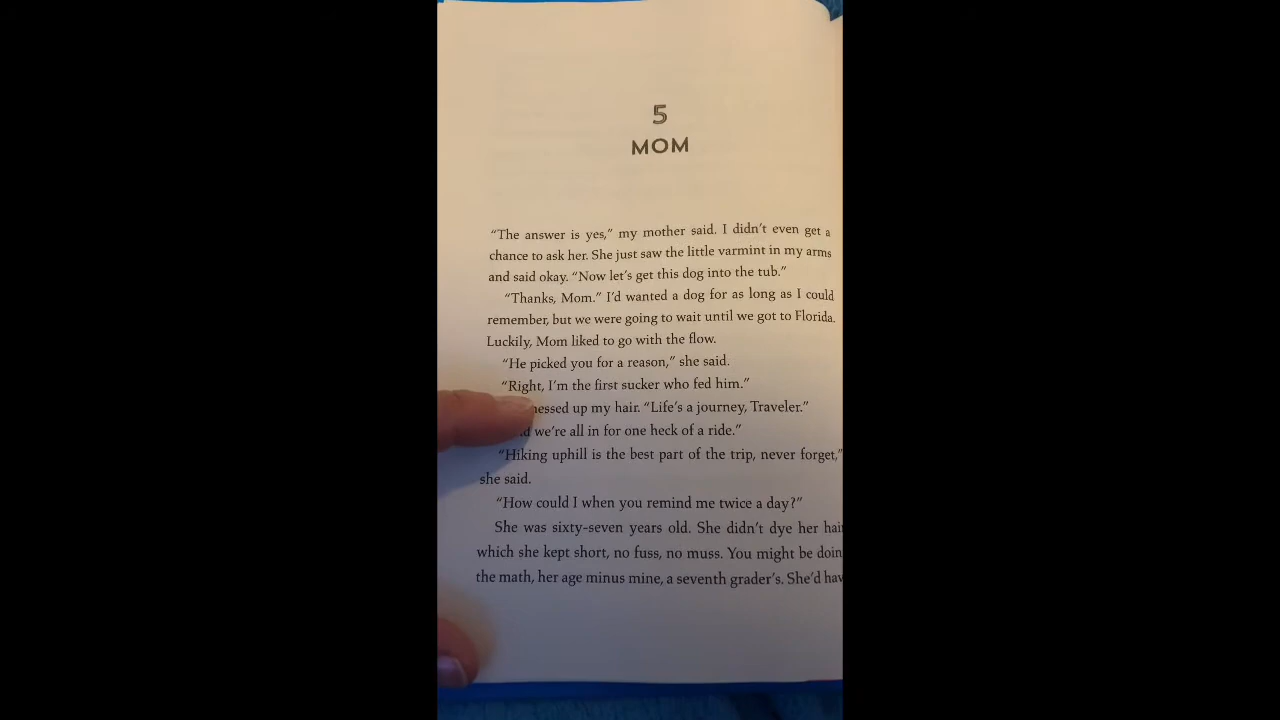 5
MOM
“The answer is yes,” my mother said. I didn’t even get a
chance to ask her. She just saw the little varmint in my arms
and said okay. “Now let’s get this dog into the tub.”
“Thanks, Mom.” I’d wanted a dog for as long as I could
remember, but we were going to wait until we got to Florida.
Luckily, Mom liked to go with the flow.
“He picked you for a reason,” she said.
“Right, I’m the first sucker who fed him.”
up my hair. “Life’s a journey, Traveler.”
we’re all in for one heck of a ride.”
“Hiking uphill is the best part of the trip, never forget,”
she said.
“How could I when you remind me twice a day?”
She was sixty-seven years old. She didn’t dye her
which she kept short, no fuss, no muss. You might be
the math, her age minus mine, a seventh grader’s. She’d